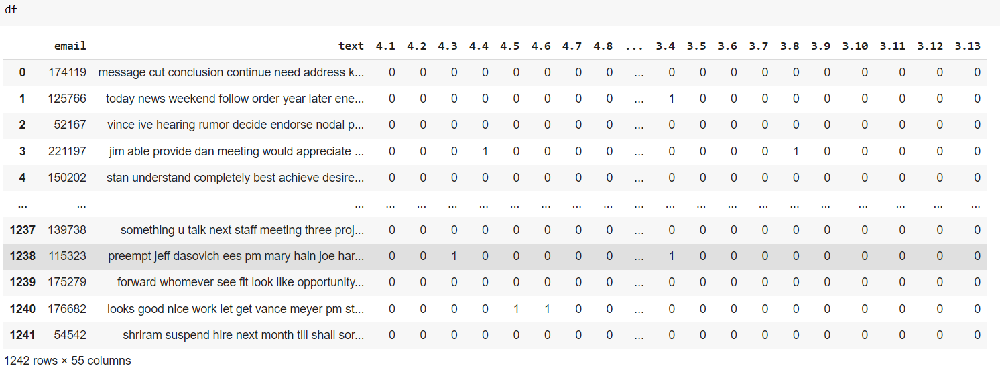 df
email text 4.1 4.2 4.3 4.4 4.5 4.6 4.7 4.8 ... 3.4 3.5 3.6 3.7 3.8 3.9 3.10 3.11 3.12 3.13
0 174119 message cut conclusion continue need address k... 0 0 0 0 0 0 0 0 ... 0 0 0 0 0 0 0 0 0 0
1 125766 today news weekend follow order year later ene... 0 0 0 0 0 0 0 0 ... 1 0 0 0 0 0 0 0 0 0
2 52167 vince ive hearing rumor decide endorse nodal p... 0 0 0 0 0 0 0 0 ... 0 0 0 0 0 0 0 0 0 0
3 221197 jim able provide dan meeting would appreciate ... 0 0 0 1 0 0 0 0 ... 0 0 0 0 1 0 0 0 0 0
4 150202 stan understand completely best achieve desire... 0 0 0 0 0 0 0 0 ... 0 0 0 0 0 0 0 0 0 0
... ... ... ... ... ... ... ... ... ... ... ... ... ... ... ... ... ... ... ... ... ...
1237 139738 something u talk next staff meeting three proj... 0 0 0 0 0 0 0 0 ... 0 0 0 0 0 0 0 0 0 0
1238 115323 preempt jeff dasovich ees pm mary hain joe har... 0 0 1 0 0 0 0 0 ... 1 0 0 0 0 0 0 0 0 0
1239 175279 forward whomever see fit look like opportunity... 0 0 0 0 0 0 0 0 ... 0 0 0 0 0 0 0 0 0 0
1240 176682 looks good nice work let get vance meyer pm st... 0 0 0 0 1 1 0 0 ... 0 0 0 0 0 0 0 0 0 0
1241 54542 shriram suspend hire next month till shall sor... 0 0 0 0 0 0 0 0 ... 0 0 0 0 0 0 0 0 0 0
1242 rows × 55 columns